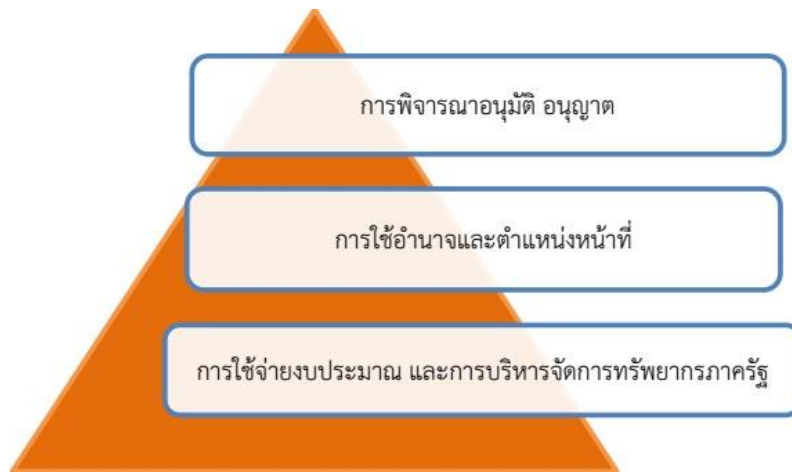 การพิจารณาอนุมัติ อนุญาต
การใช้อำนาจและตำแหน่งหน้าที่
การใช้จ่ายงบประมาณ และการบริหารจัดการทรัพยากรภาครัฐ